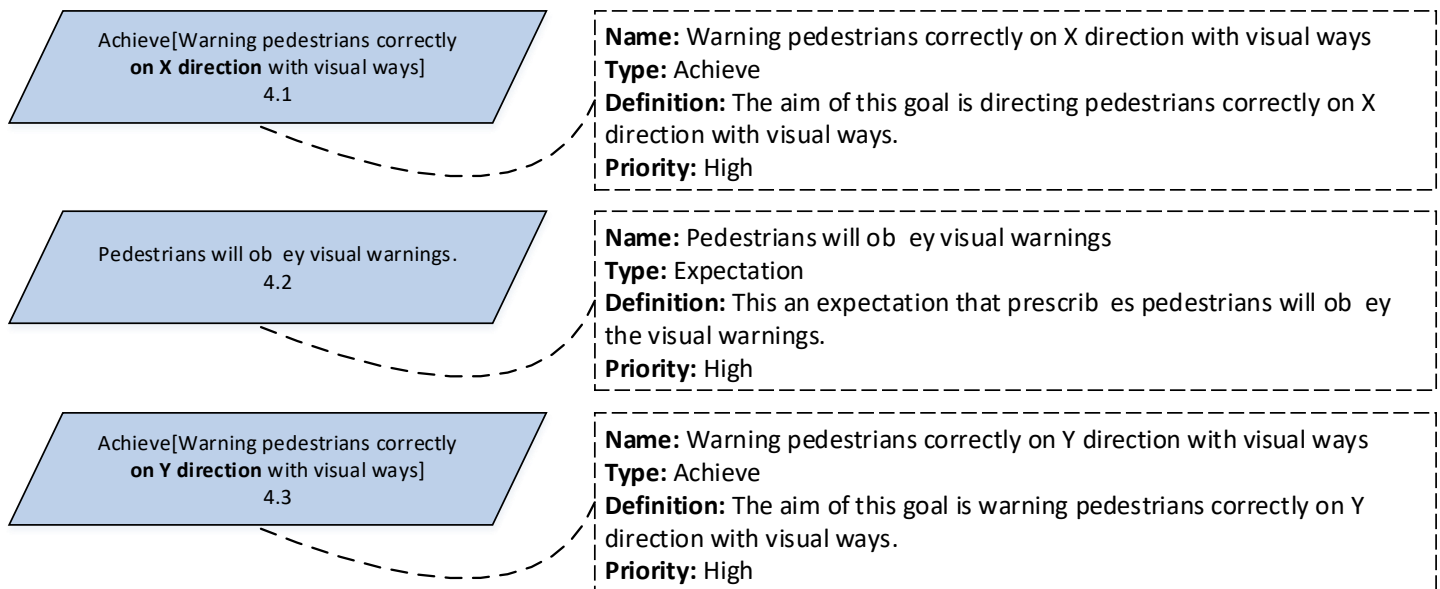 Achieve[Warning pedestrians correctly
on X direction with visual ways]
4.1
Name: Warning pedestrians correctly on X direction with visual ways
Type: Achieve
Definition: The aim of this goal is directing pedestrians correctly on X
direction with visual ways.
Priority: High
Pedestrians will ob ey visual warnings.
4.2
Name: Pedestrians will ob ey visual warnings
Type: Expectation
Definition: This an expectation that prescrib es pedestrians will ob ey
the visual warnings.
Priority: High
Achieve[Warning pedestrians correctly
on Y direction with visual ways]
4.3
Name: Warning pedestrians correctly on Y direction with visual ways
Type: Achieve
Definition: The aim of this goal is warning pedestrians correctly on Y
direction with visual ways.
Priority: High